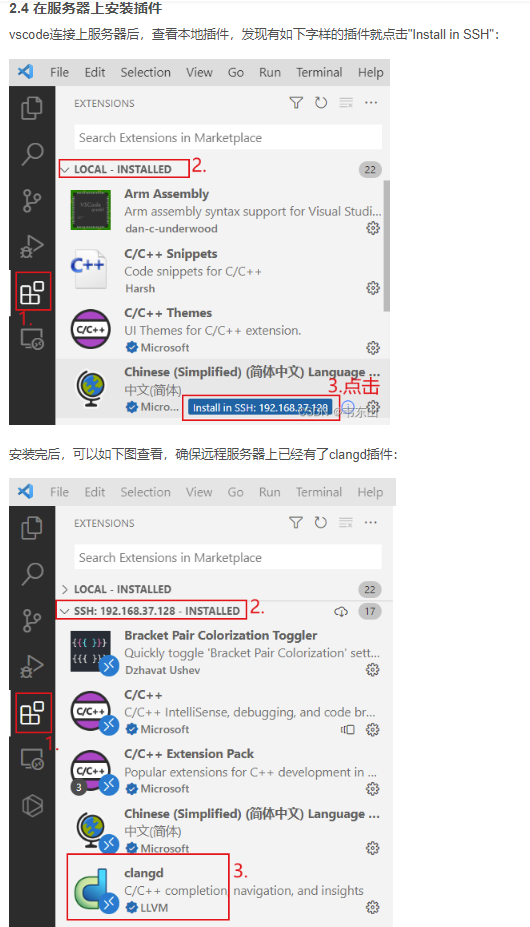 2.4 在服务器上安装插件
vscode连接上服务器后，查看本地插件，发现有如下字样的插件就点击"Install in SSH"：
File Edit Selection View Go Run Terminal Help
EXTENSIONS
Search Extensions in Marketplace
LOCAL - INSTALLED 2. 22
Arm Assembly
Arm assembly syntax support for Visual Studi...
dan-c-underwood
C/C++ Snippets
Code snippets for C/C++
Harsh
C/C++ Themes
UI Themes for C/C++ extension.
Microsoft
1.
Chinese (Simplified) (简体中文) Language ...
中文(简体)
3.点击
Micro... Install in SSH: 192.168.37.128
安装完后，可以如下图查看，确保远程服务器上已经有了clangd插件：
File Edit Selection View Go Run Terminal Help
EXTENSIONS
Search Extensions in Marketplace
LOCAL - INSTALLED 22
SSH: 192.168.37.128 - INSTALLED 2. 17
Bracket Pair Colorization Toggler
Quickly toggle 'Bracket Pair Colorization' sett...
Dzhavat Ushev
C/C++
C/C++ IntelliSense, debugging, and code br...
Microsoft
1.
C/C++ Extension Pack
Popular extensions for C++ development in ...
3 Microsoft
Chinese (Simplified) (简体中文) Language ...
中文(简体)
Microsoft
clangd 3.
C/C++ completion, navigation, and insights
LLVM